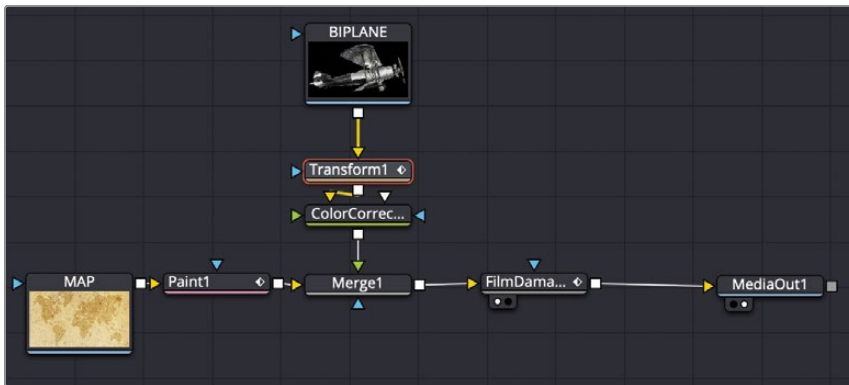 BIPLANE
Transform1
ColorCorrec...
MAP
Paint1
Merge1
FilmDama...
MediaOut1